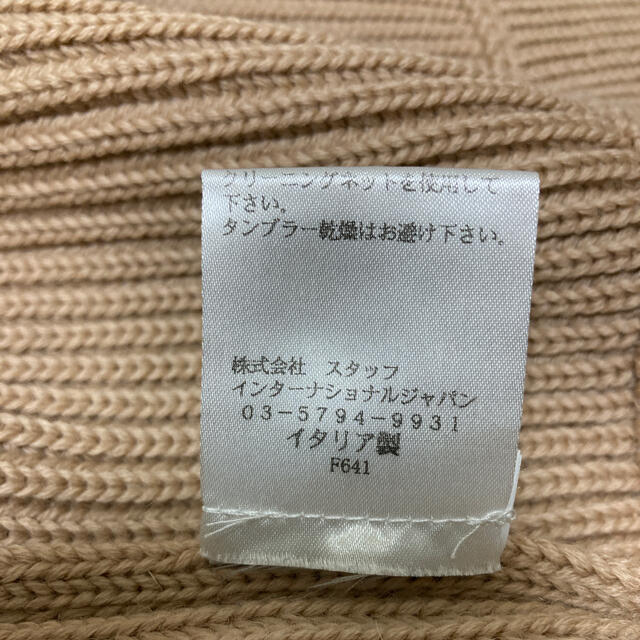 クリーニングネットを使用して
下さい。
タンブラー乾燥はお避け下さい。
株式会社　スタッフ
インターナショナルジャパン
03-5794-9931
イタリア製
F641